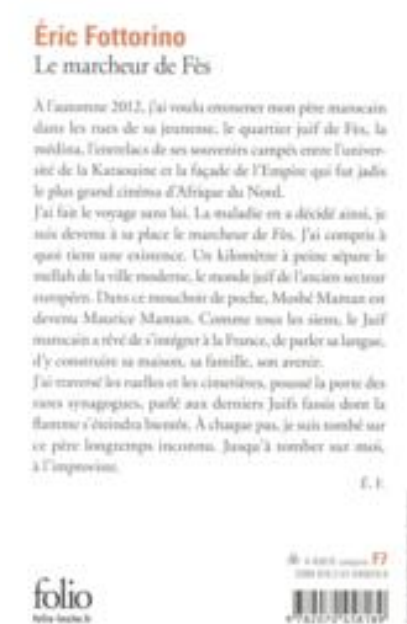 Éric Fottorino
Le marcheur de Fès
À l'automne 2012, j'ai voulu emmener mon père marocain
dans les rues de sa jeunesse, le quartier juif de Fès, la
médina, l'entrelacs de ses souvenirs campés entre l'univer-
sité de la Karaouine et la façade de l'Empire qui fut jadis
le plus grand cinéma d'Afrique du Nord.
J'ai fait le voyage sans lui. La maladie en a décidé ainsi, je
suis devenu à sa place le marcheur de Fès. J'ai compris à
quoi tient une existence. Un kilomètre à peine sépare le
mellah de la ville moderne, le monde juif de l'ancien secteur
européen. Dans ce mouchoir de poche, Moshé Maman est
devenu Maurice Maman. Comme tous les siens, le Juif
marocain a rêvé de s'intégrer à la France, de parler sa langue,
d'y construire sa maison, sa famille, son avenir.
J'ai traversé les ruelles et les cimetières, poussé la porte des
rares synagogues, parlé aux derniers Juifs fassis dont la
flamme s'éteindra bientôt. À chaque pas, je suis tombé sur
ce père longtemps inconnu. Jusqu'à tomber sur moi,
à l'improviste.
É. F.
F7
folio
folio-lesite.fr